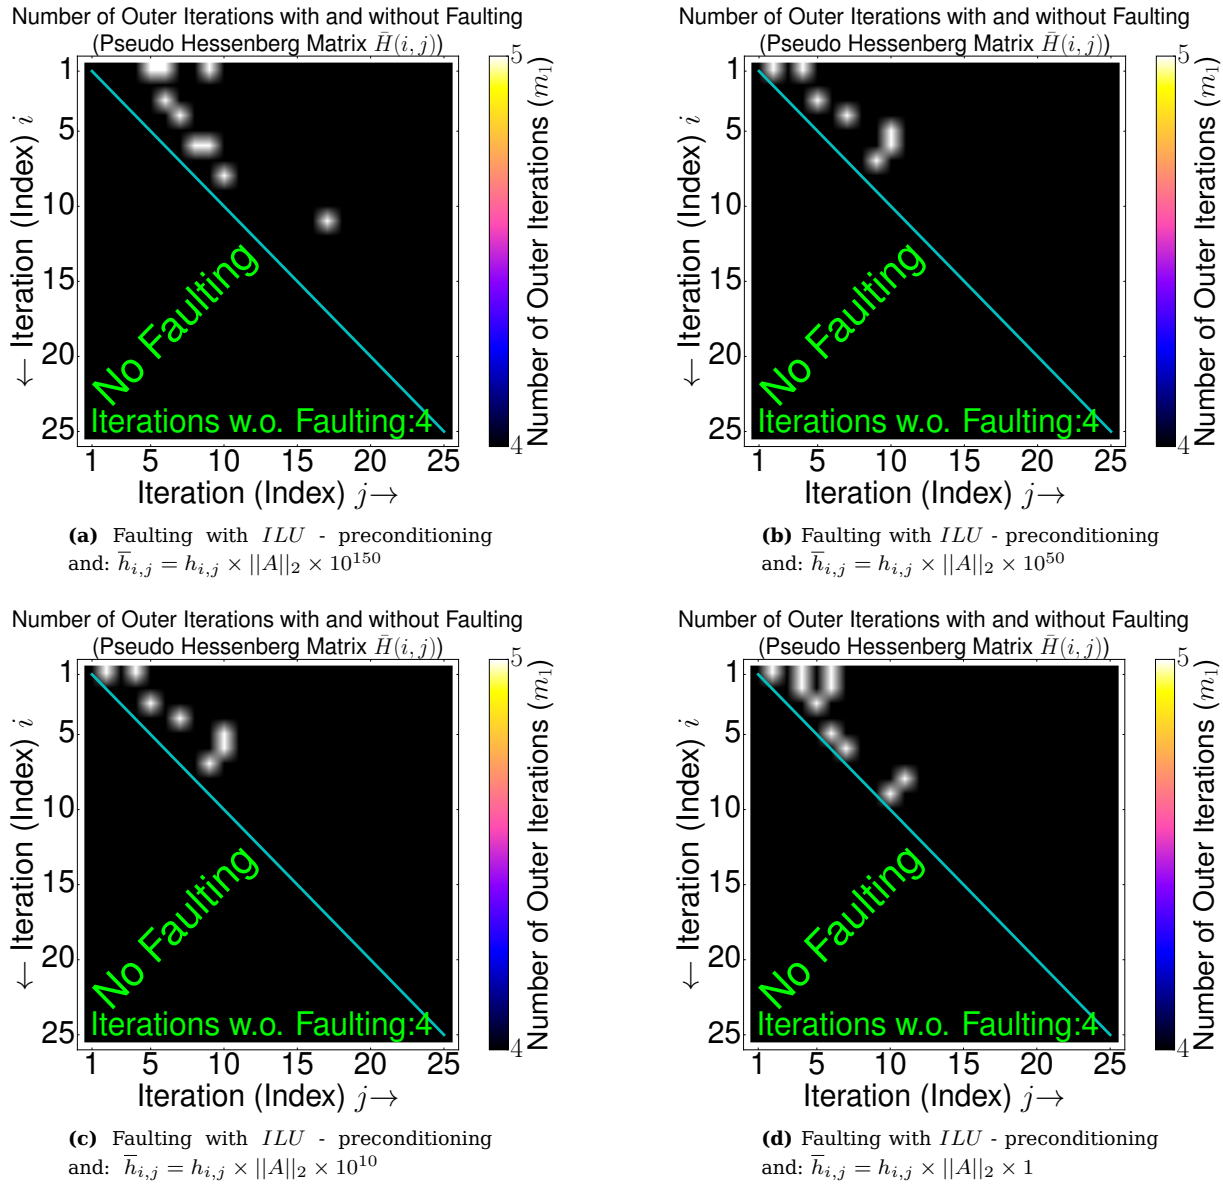 Number of Outer Iterations with and without Faulting
(Pseudo Hessenberg Matrix H̄(i, j))
← Iteration (Index) i
1
5
10
15
20
25
No Faulting
Iterations w.o. Faulting:4
1 5 10 15 20 25
Iteration (Index) j→
5
4
Number of Outer Iterations (m₁)
(a) Faulting with ILU - preconditioning
and: h̄ᵢ,ⱼ = hᵢ,ⱼ × ||A||₂ × 10¹⁵⁰
Number of Outer Iterations with and without Faulting
(Pseudo Hessenberg Matrix H̄(i, j))
← Iteration (Index) i
1
5
10
15
20
25
No Faulting
Iterations w.o. Faulting:4
1 5 10 15 20 25
Iteration (Index) j→
5
4
Number of Outer Iterations (m₁)
(b) Faulting with ILU - preconditioning
and: h̄ᵢ,ⱼ = hᵢ,ⱼ × ||A||₂ × 10⁵⁰
Number of Outer Iterations with and without Faulting
(Pseudo Hessenberg Matrix H̄(i, j))
← Iteration (Index) i
1
5
10
15
20
25
No Faulting
Iterations w.o. Faulting:4
1 5 10 15 20 25
Iteration (Index) j→
5
4
Number of Outer Iterations (m₁)
(c) Faulting with ILU - preconditioning
and: h̄ᵢ,ⱼ = hᵢ,ⱼ × ||A||₂ × 10¹⁰
Number of Outer Iterations with and without Faulting
(Pseudo Hessenberg Matrix H̄(i, j))
← Iteration (Index) i
1
5
10
15
20
25
No Faulting
Iterations w.o. Faulting:4
1 5 10 15 20 25
Iteration (Index) j→
5
4
Number of Outer Iterations (m₁)
(d) Faulting with ILU - preconditioning
and: h̄ᵢ,ⱼ = hᵢ,ⱼ × ||A||₂ × 1